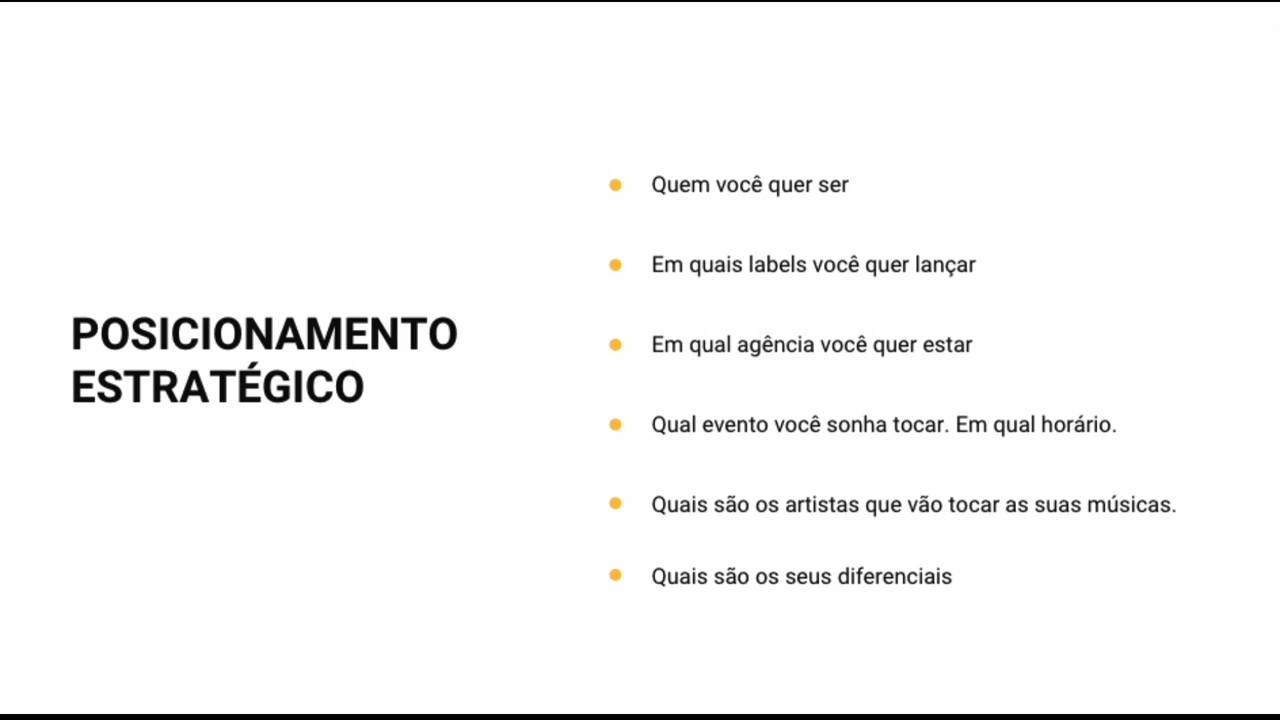 POSICIONAMENTO
ESTRATÉGICO
Quem você quer ser
Em quais labels você quer lançar
Em qual agência você quer estar
Qual evento você sonha tocar. Em qual horário.
Quais são os artistas que vão tocar as suas músicas.
Quais são os seus diferenciais